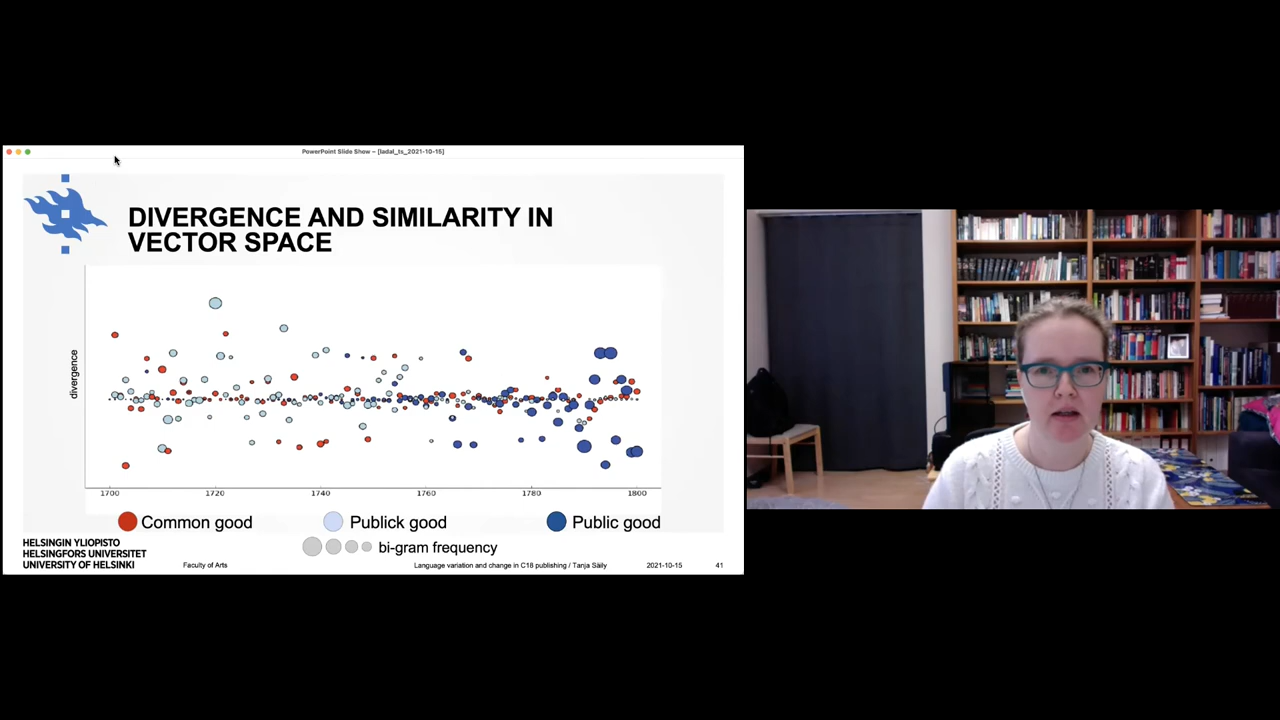 PowerPoint Slide Show – [ladal_ts_2021-10-15]
DIVERGENCE AND SIMILARITY IN
VECTOR SPACE
divergence
1700 1720 1740 1760 1780 1800
Common good Publick good Public good
bi-gram frequency
HELSINGIN YLIOPISTO
HELSINGFORS UNIVERSITET
UNIVERSITY OF HELSINKI
Faculty of Arts Language variation and change in C18 publishing / Tanja Säily 2021-10-15 41